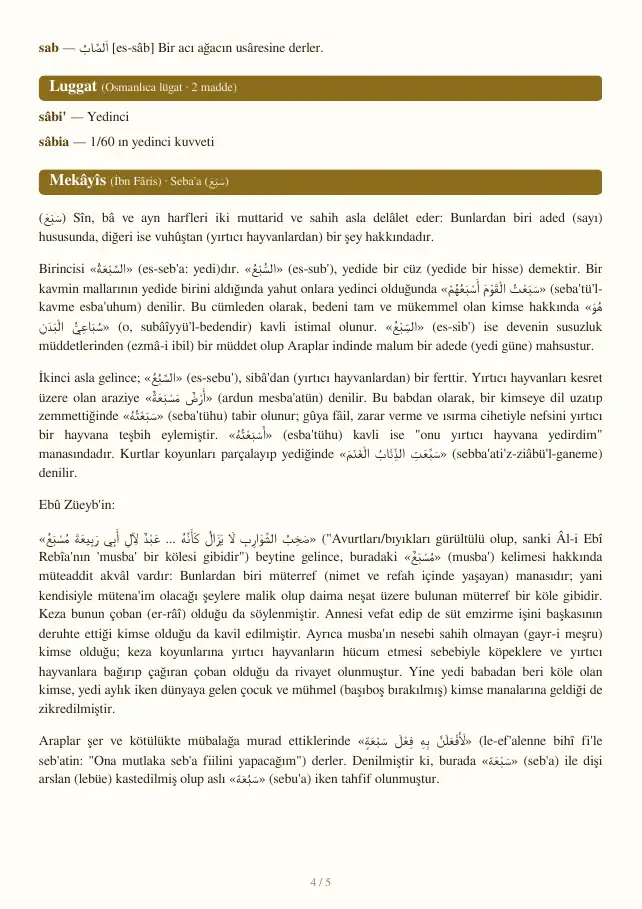 sab — اَلصَّابُ [es-sâb] Bir acı ağacın usâresine derler.
Luggat (Osmanlıca lügat · 2 madde)
sâbi' — Yedinci
sâbia — 1/60 ın yedinci kuvveti
Mekâyîs (İbn Fâris) · Seba'a (سَبَعَ)
(سَبَعَ) Sîn, bâ ve ayn harfleri iki muttarid ve sahih asla delâlet eder: Bunlardan biri aded (sayı)
hususunda, diğeri ise vuhûştan (yırtıcı hayvanlardan) bir şey hakkındadır.
Birincisi «السَّبْعَةُ» (es-seb'a: yedi)dır. «السُّبْعُ» (es-sub'), yedide bir cüz (yedide bir hisse) demektir. Bir
kavmin mallarının yedide birini aldığında yahut onlara yedinci olduğunda «سَبَعْتُ الْقَوْمَ أَسْبَعُهُمْ» (seba'tü'l-
kavme esba'uhum) denilir. Bu cümleden olarak, bedeni tam ve mükemmel olan kimse hakkında «هُوَ
سُبَاعِيُّ الْبَدَنِ» (o, subâîyyü'l-bedendir) kavli istimal olunur. «السِّبْعُ» (es-sib') ise devenin susuzluk
müddetlerinden (ezmâ-i ibil) bir müddet olup Araplar indinde malum bir adede (yedi güne) mahsustur.
İkinci asla gelince; «السَّبُعُ» (es-sebu'), sibâ'dan (yırtıcı hayvanlardan) bir ferttir. Yırtıcı hayvanları kesret
üzere olan araziye «أَرْضٌ مَسْبَعَةٌ» (ardun mesba'atün) denilir. Bu babdan olarak, bir kimseye dil uzatıp
zemmettiğinde «سَبَعْتُهُ» (seba'tühu) tabir olunur; gûya fâil, zarar verme ve ısırma cihetiyle nefsini yırtıcı
bir hayvana teşbih eylemiştir. «أَسْبَعْتُهُ» (esba'tühu) kavli ise "onu yırtıcı hayvana yedirdim"
manasındadır. Kurtlar koyunları parçalayıp yediğinde «سَبَّعَتِ الذِّئَابُ الْغَنَمَ» (sebba'ati'z-ziâbü'l-ganeme)
denilir.
Ebû Züeyb'in:
«صَخِبُ الشَّوَارِبِ لَا يَزَالُ كَأَنَّهُ ... عَبْدٌ لِآلِ أَبِي رَبِيعَةَ مُسْبَعُ» ("Avurtları/bıyıkları gürültülü olup, sanki Âl-i Ebî
Rebîa'nın 'musba' bir kölesi gibidir") beytine gelince, buradaki «مُسْبَعٌ» (musba') kelimesi hakkında
müteaddit akvâl vardır: Bunlardan biri müterref (nimet ve refah içinde yaşayan) manasıdır; yani
kendisiyle mütena'im olacağı şeylere malik olup daima neşat üzere bulunan müterref bir köle gibidir.
Keza bunun çoban (er-râî) olduğu da söylenmiştir. Annesi vefat edip de süt emzirme işini başkasının
deruhte ettiği kimse olduğu da kavil edilmiştir. Ayrıca musba'ın nesebi sahih olmayan (gayr-i meşru)
kimse olduğu; keza koyunlarına yırtıcı hayvanların hücum etmesi sebebiyle köpeklere ve yırtıcı
hayvanlara bağırıp çağıran çoban olduğu da rivayet olunmuştur. Yine yedi babadan beri köle olan
kimse, yedi aylık iken dünyaya gelen çocuk ve mühmel (başıboş bırakılmış) kimse manalarına geldiği de
zikredilmiştir.
Araplar şer ve kötülükte mübalağa murad ettiklerinde «لَأَفْعَلَنَّ بِهِ فِعْلَ سَبْعَةٍ» (le-ef'alenne bihî fi'le
seb'atin: "Ona mutlaka seb'a fiilini yapacağım") derler. Denilmiştir ki, burada «سَبْعَة» (seb'a) ile dişi
arslan (lebüe) kastedilmiş olup aslı «سَبُعَة» (sebu'a) iken tahfif olunmuştur.
4 / 5